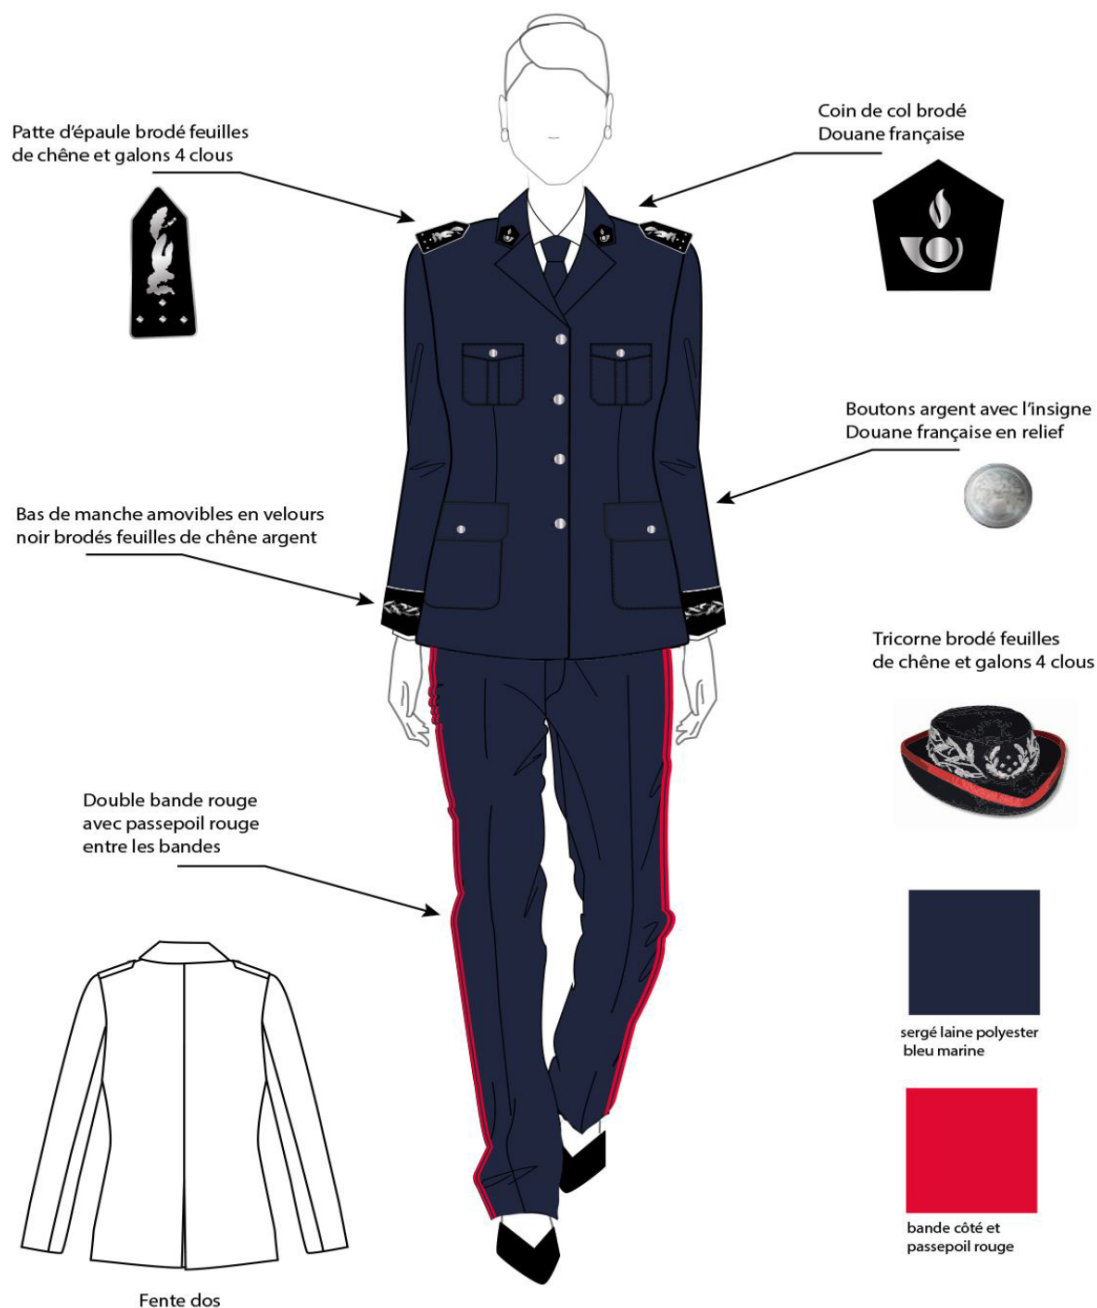 Patte d'épaule brodé feuilles
de chêne et galons 4 clous
Coin de col brodé
Douane française
Boutons argent avec l'insigne
Douane française en relief
Bas de manche amovibles en velours
noir brodés feuilles de chêne argent
Tricorne brodé feuilles
de chêne et galons 4 clous
Double bande rouge
avec passepoil rouge
entre les bandes
sergé laine polyester
bleu marine
bande côté et
passepoil rouge
Fente dos